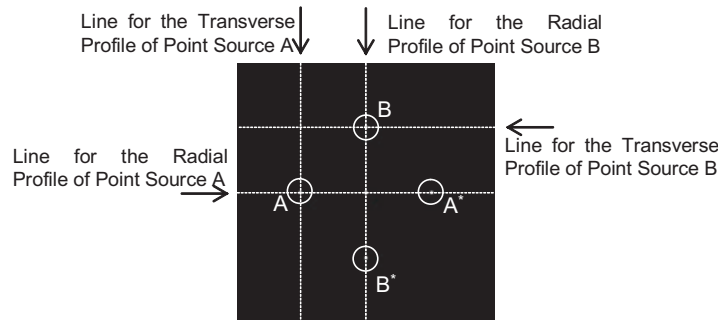 Line for the Transverse
Profile of Point Source A
Line for the Radial
Profile of Point Source B
B
Line for the Transverse
Profile of Point Source B
Line for the Radial
Profile of Point Source A
A
A*
B*